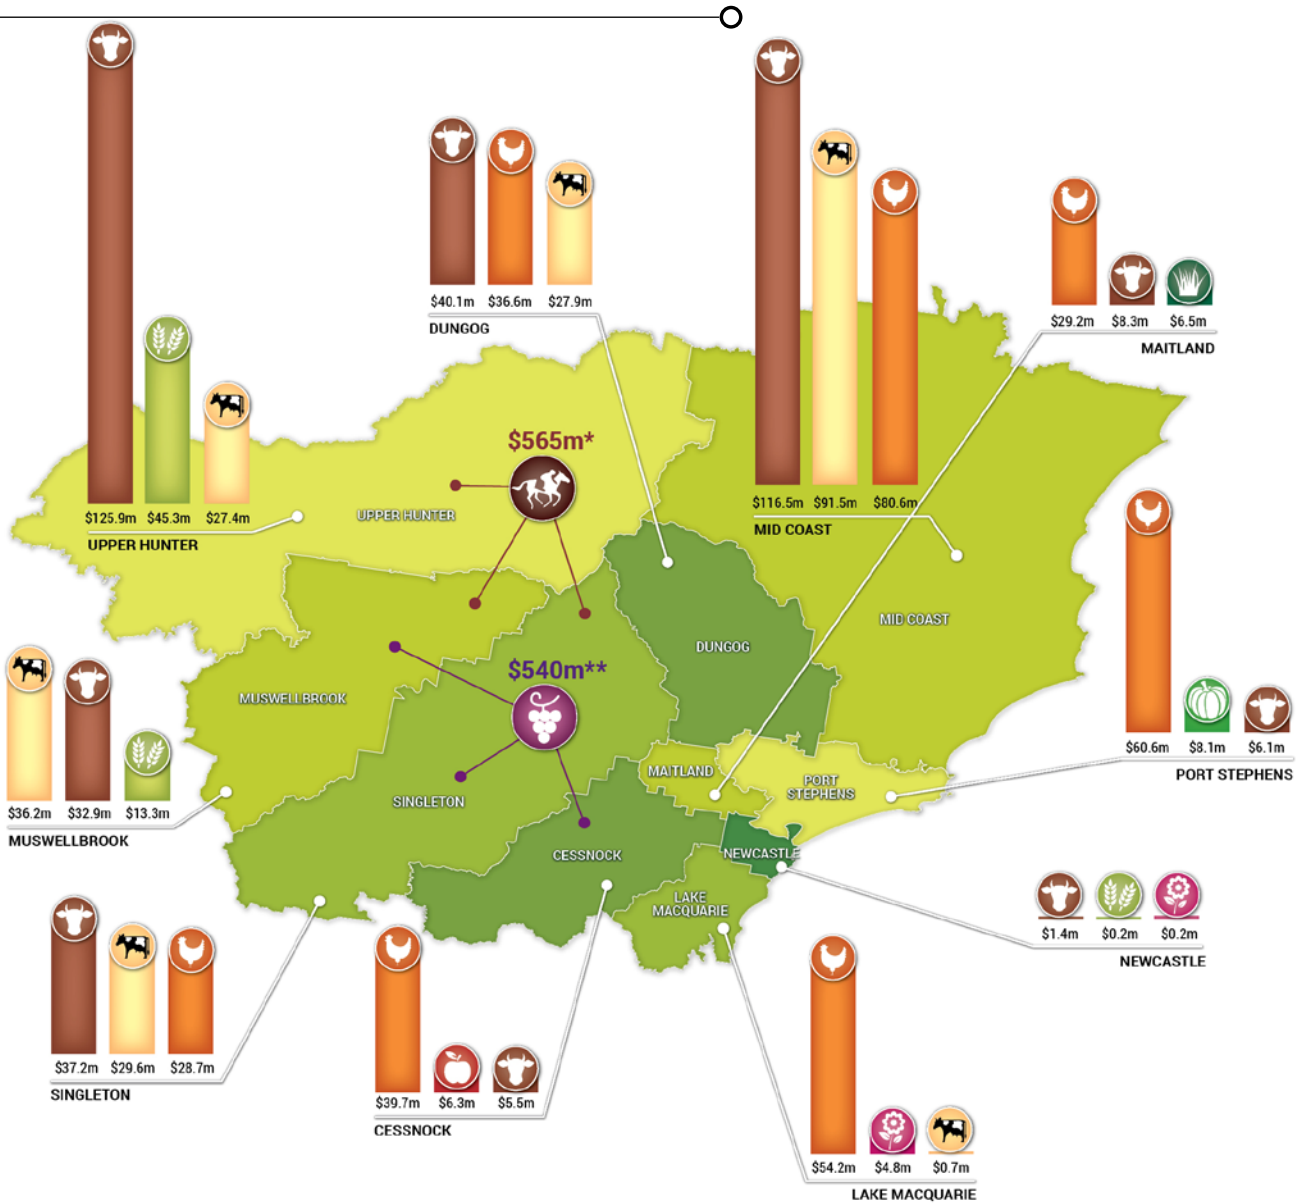 $40.1m $36.6m $27.9m
DUNGOG
$29.2m $8.3m $6.5m
MAITLAND
$565m*
$125.9m $45.3m $27.4m
UPPER HUNTER
UPPER HUNTER
$116.5m $91.5m $80.6m
MID COAST
MID COAST
DUNGOG
$540m**
MUSWELLBROOK
$60.6m $8.1m $6.1m
PORT STEPHENS
MAITLAND
PORT
STEPHENS
SINGLETON
$36.2m $32.9m $13.3m
MUSWELLBROOK
CESSNOCK
NEWCASTLE
LAKE
MACQUARIE
$1.4m $0.2m $0.2m
NEWCASTLE
$37.2m $29.6m $28.7m
SINGLETON
$39.7m $6.3m $5.5m
CESSNOCK
$54.2m $4.8m $0.7m
LAKE MACQUARIE